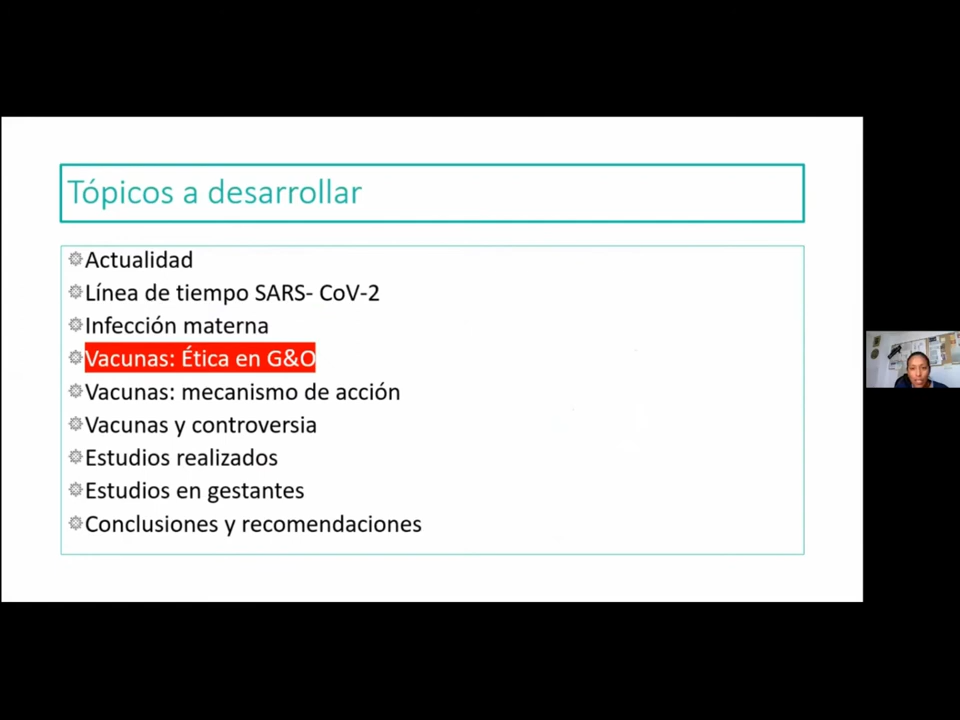 Tópicos a desarrollar
Actualidad
Línea de tiempo SARS- CoV-2
Infección materna
Vacunas: Ética en G&O
Vacunas: mecanismo de acción
Vacunas y controversia
Estudios realizados
Estudios en gestantes
Conclusiones y recomendaciones